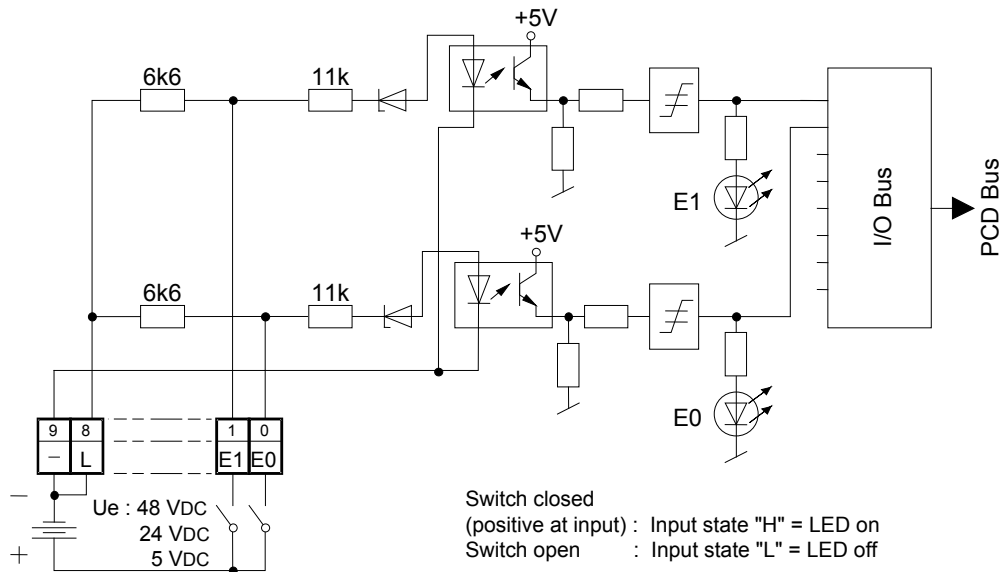 +5V
6k6
11k
E1
I/O Bus
PCD Bus
+5V
6k6
11k
E0
9 8 1 0
– L E1 E0
–
+
Ue : 48 VDC
24 VDC
5 VDC
Switch closed
(positive at input) : Input state "H" = LED on
Switch open : Input state "L" = LED off